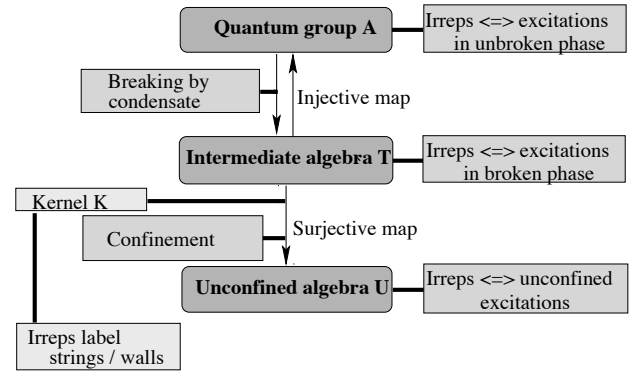 Quantum group A
Irreps <=> excitations
in unbroken phase
Breaking by
condensate
Injective map
Intermediate algebra T
Irreps <=> excitations
in broken phase
Kernel K
Surjective map
Confinement
Unconfined algebra U
Irreps <=> unconfined
excitations
Irreps label
strings / walls